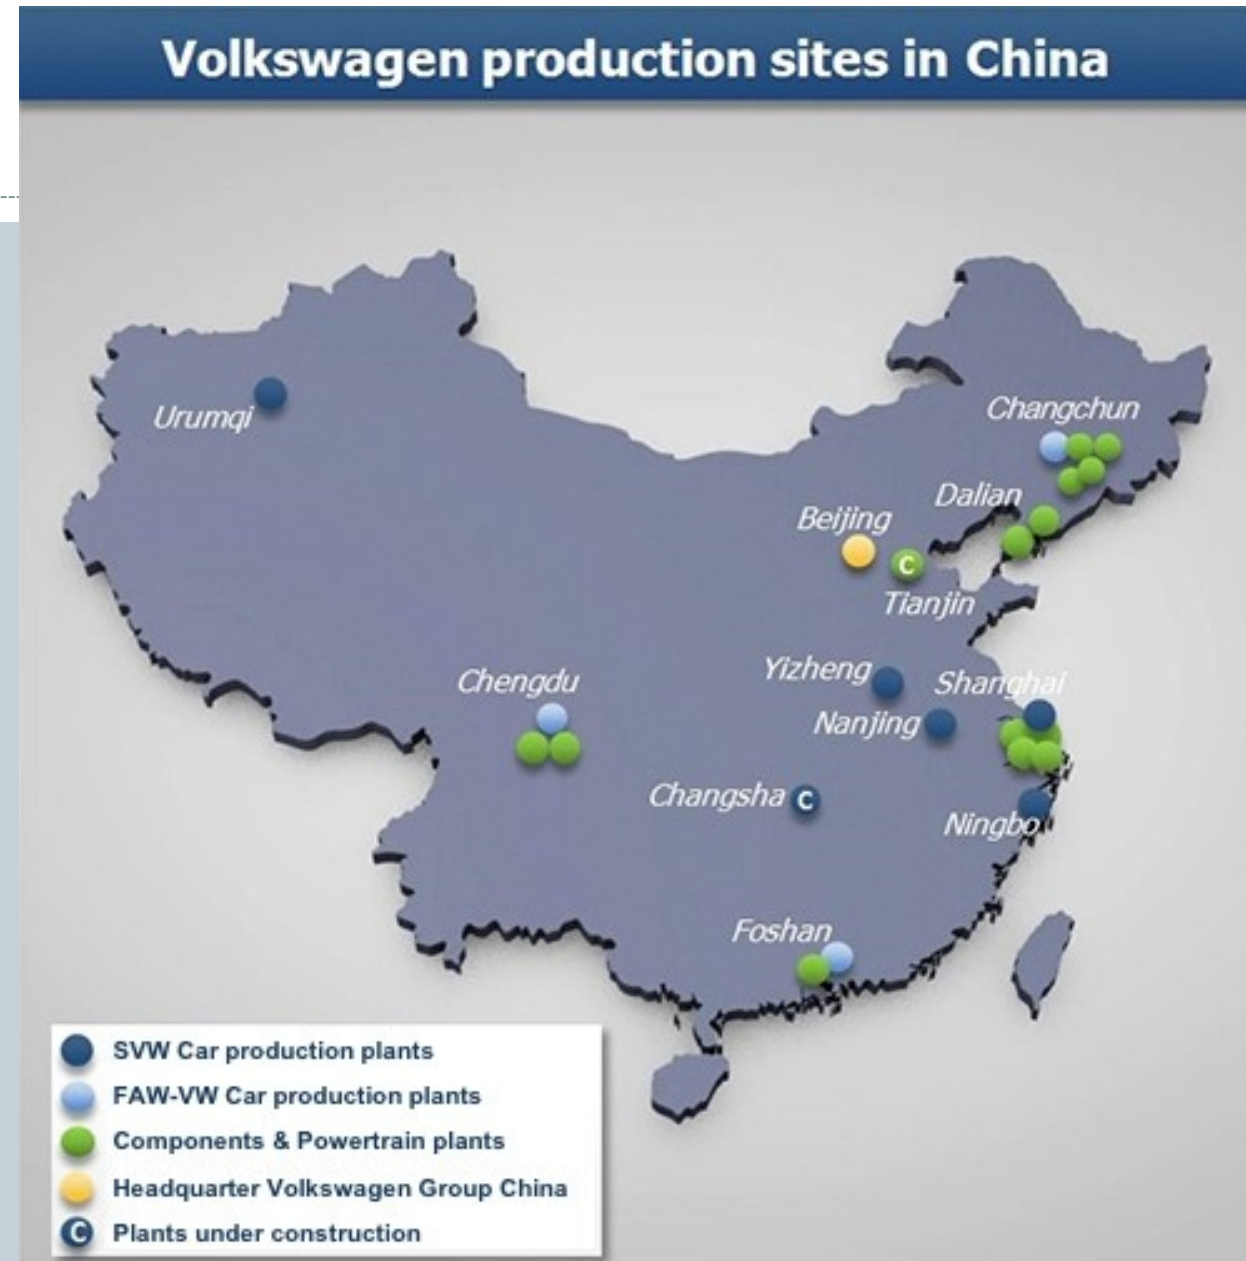 Volkswagen production sites in China
Urumqi
Changchun
Dalian
Beijing
C
Tianjin
Chengdu
Yizheng
Shanghai
Nanjing
Changsha C
Ningbo
Foshan
SVW Car production plants
FAW-VW Car production plants
Components & Powertrain plants
Headquarter Volkswagen Group China
C Plants under construction